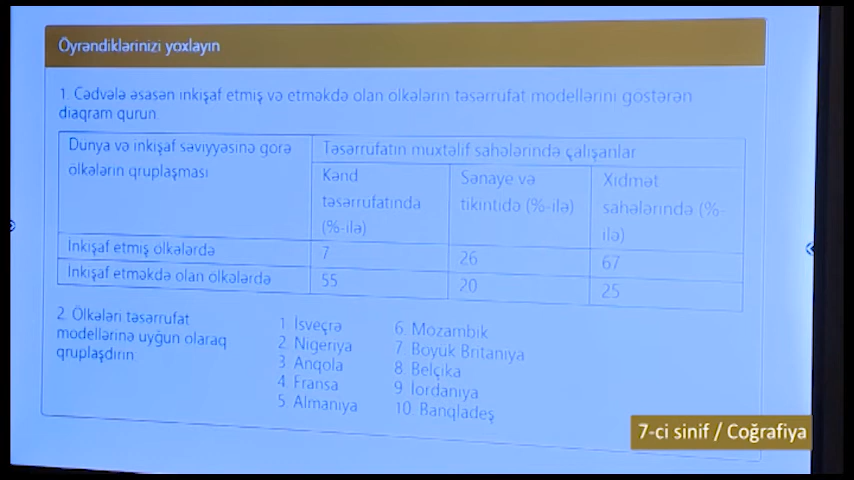 Öyrəndiklərinizi yoxlayın
1. Cədvələ əsasən inkişaf etmiş və etməkdə olan ölkələrin təsərrüfat modellərini göstərən
diaqram qurun.
Dünya və inkişaf səviyyəsinə görə
ölkələrin qruplaşması
Təsərrüfatın müxtəlif sahələrində çalışanlar
Kənd
təsərrüfatında
(%-ilə)
Sənaye və
tikintidə (%-ilə)
Xidmət
sahələrində (%-
ilə)
İnkişaf etmiş ölkələrdə
7
26
67
İnkişaf etməkdə olan ölkələrdə
55
20
25
2. Ölkələri təsərrüfat
modellərinə uyğun olaraq
qruplaşdırın.
1. İsveçrə
2. Nigeriya
3. Anqola
4. Fransa
5. Almaniya
6. Mozambik
7. Böyük Britaniya
8. Belçika
9. İordaniya
10. Banqladeş
7-ci sinif / Coğrafiya